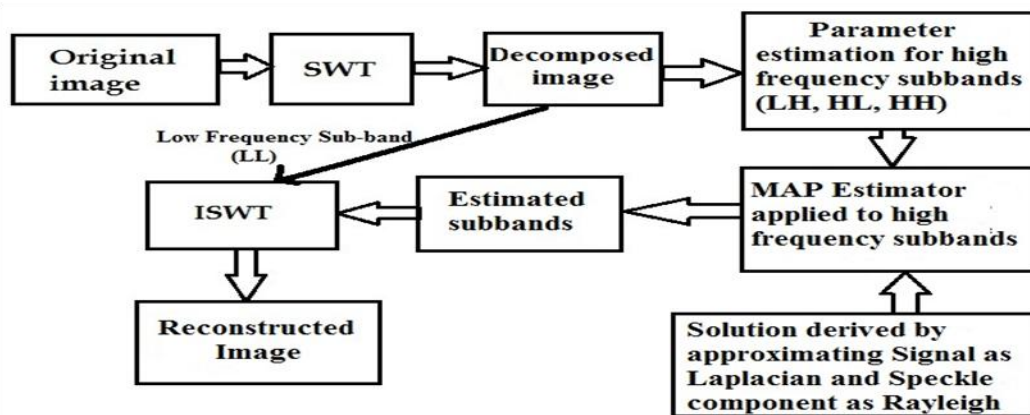 Original
image
SWT
Decomposed
image
Parameter
estimation for high
frequency subbands
(LH, HL, HH)
Low Frequency Sub-band
(LL)
ISWT
Estimated
subbands
MAP Estimator
applied to high
frequency subbands
Reconstructed
Image
Solution derived by
approximating Signal as
Laplacian and Speckle
component as Rayleigh